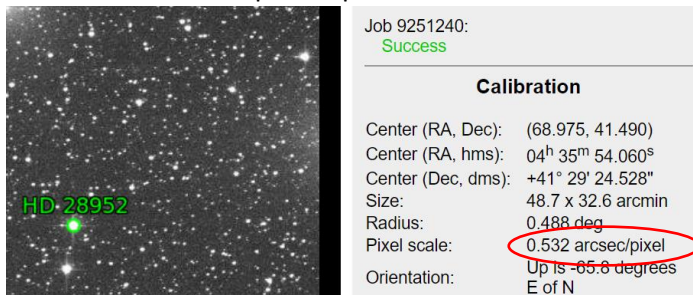 HD 28952
Job 9251240:
Success
Calibration
Center (RA, Dec): (68.975, 41.490)
Center (RA, hms): 04h 35m 54.060s
Center (Dec, dms): +41° 29' 24.528"
Size: 48.7 x 32.6 arcmin
Radius: 0.488 deg
Pixel scale: 0.532 arcsec/pixel
Orientation: Up is -65.8 degrees
E of N